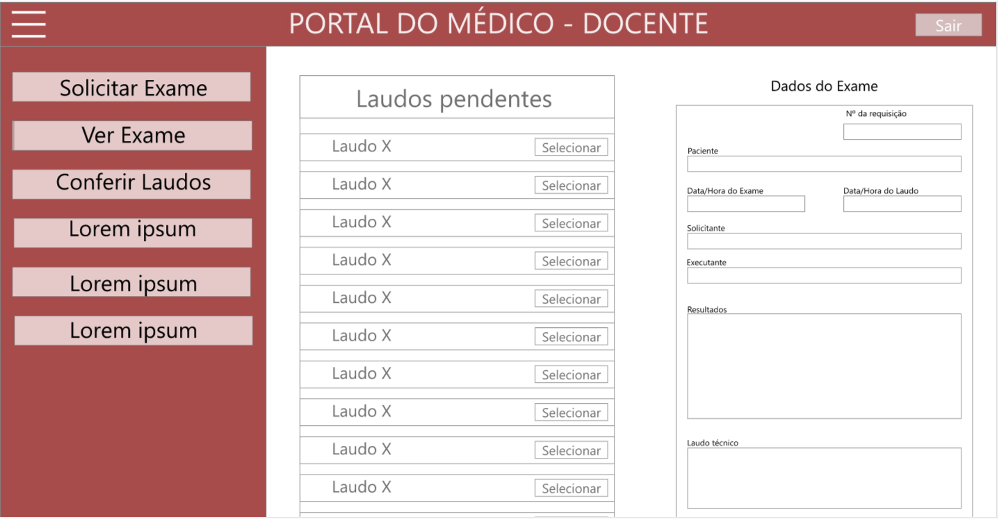 PORTAL DO MÉDICO - DOCENTE
Sair
Solicitar Exame
Ver Exame
Conferir Laudos
Lorem ipsum
Lorem ipsum
Lorem ipsum
Laudos pendentes
Laudo X Selecionar
Laudo X Selecionar
Laudo X Selecionar
Laudo X Selecionar
Laudo X Selecionar
Laudo X Selecionar
Laudo X Selecionar
Laudo X Selecionar
Laudo X Selecionar
Laudo X Selecionar
Dados do Exame
Nº da requisição
Paciente
Data/Hora do Exame Data/Hora do Laudo
Solicitante
Executante
Resultados
Laudo técnico